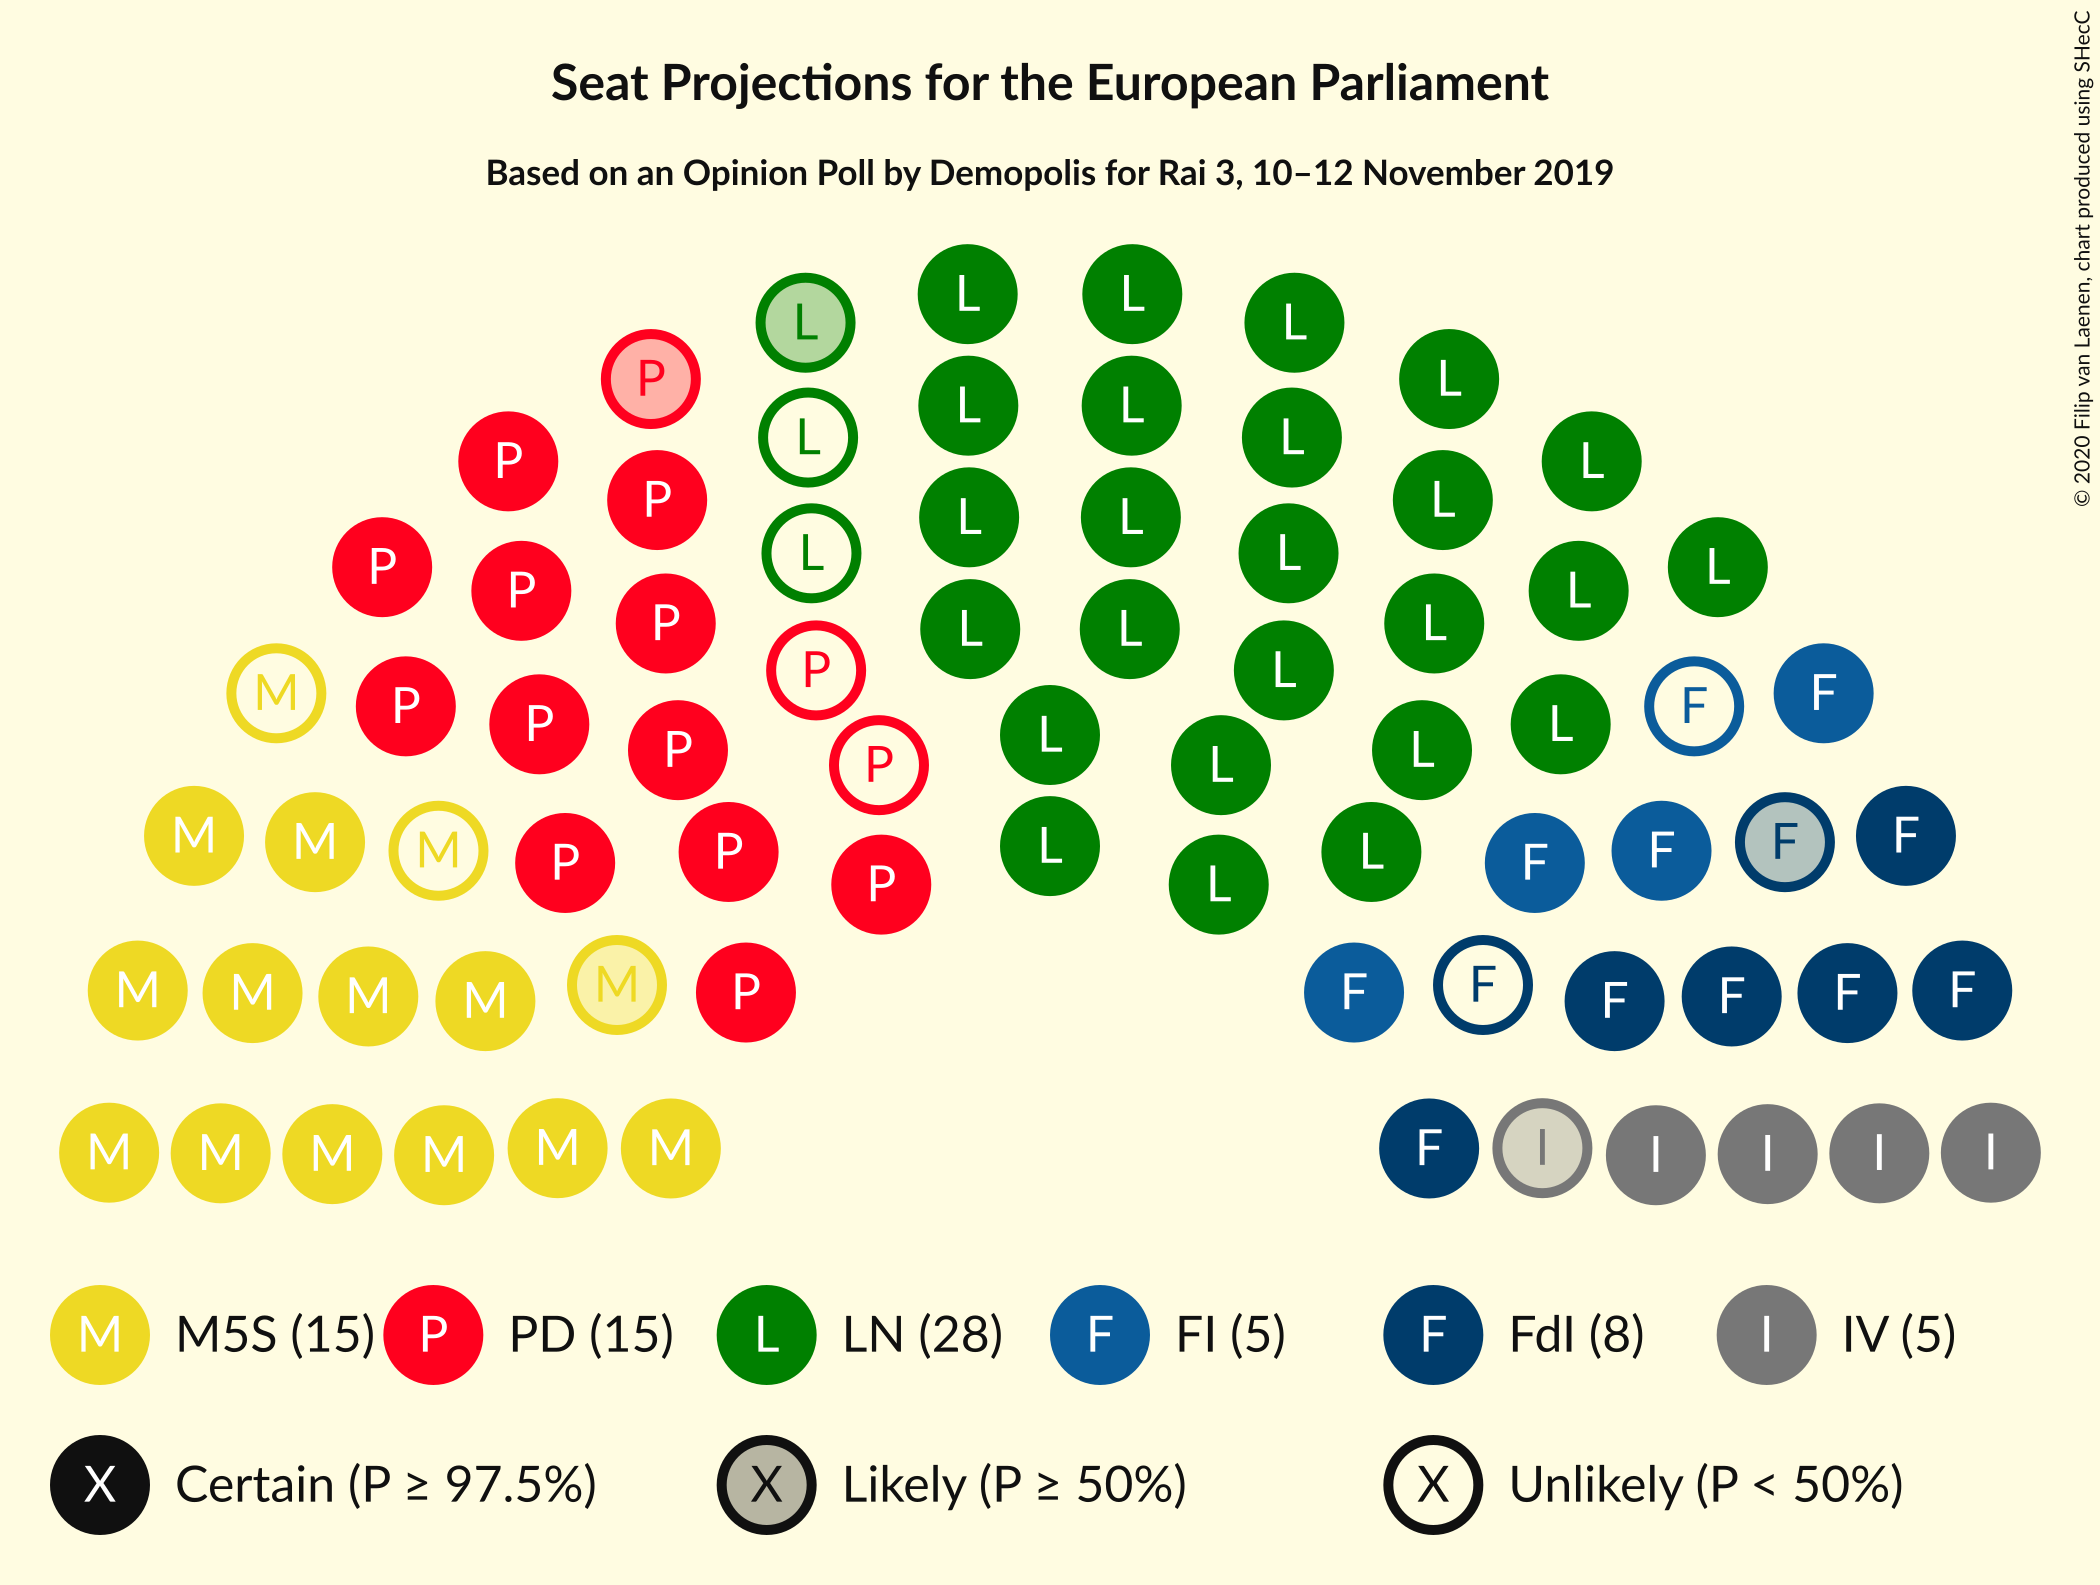 Seat Projections for the European Parliament
Based on an Opinion Poll by Demopolis for Rai 3, 10–12 November 2019
© 2020 Filip van Laenen, chart produced using SHecC
L L
L L
P L
L L
L L
P P
L L
P L
L L
L L
P L
P L
P L
L L
P L
M F
P F
P L
P L
L
P L
M F
M F
L
M F
P L
P F
P L
M F
M F
M F
M F
M F
M F
P F
M I
M I
M I
M I
M I
M F
M M5S (15) P PD (15) L LN (28) F FI (5) F FdI (8) I IV (5)
X Certain (P ≥ 97.5%) X Likely (P ≥ 50%) X Unlikely (P < 50%)